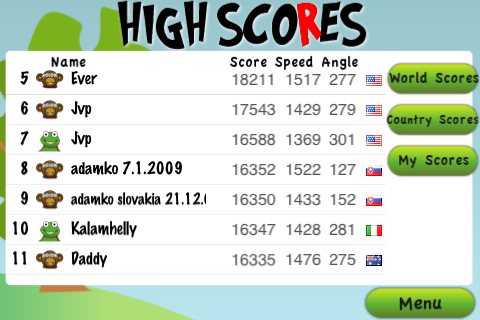 HIGH SCORES
Name Score Speed Angle
5 Ever 18211 1517 277
6 Jvp 17543 1429 279
7 Jvp 16588 1369 301
8 adamko 7.1.2009 16352 1522 127
9 adamko slovakia 21.12.0 16350 1433 152
10 Kalamhelly 16347 1428 281
11 Daddy 16335 1476 275
World Scores
Country Scores
My Scores
Menu